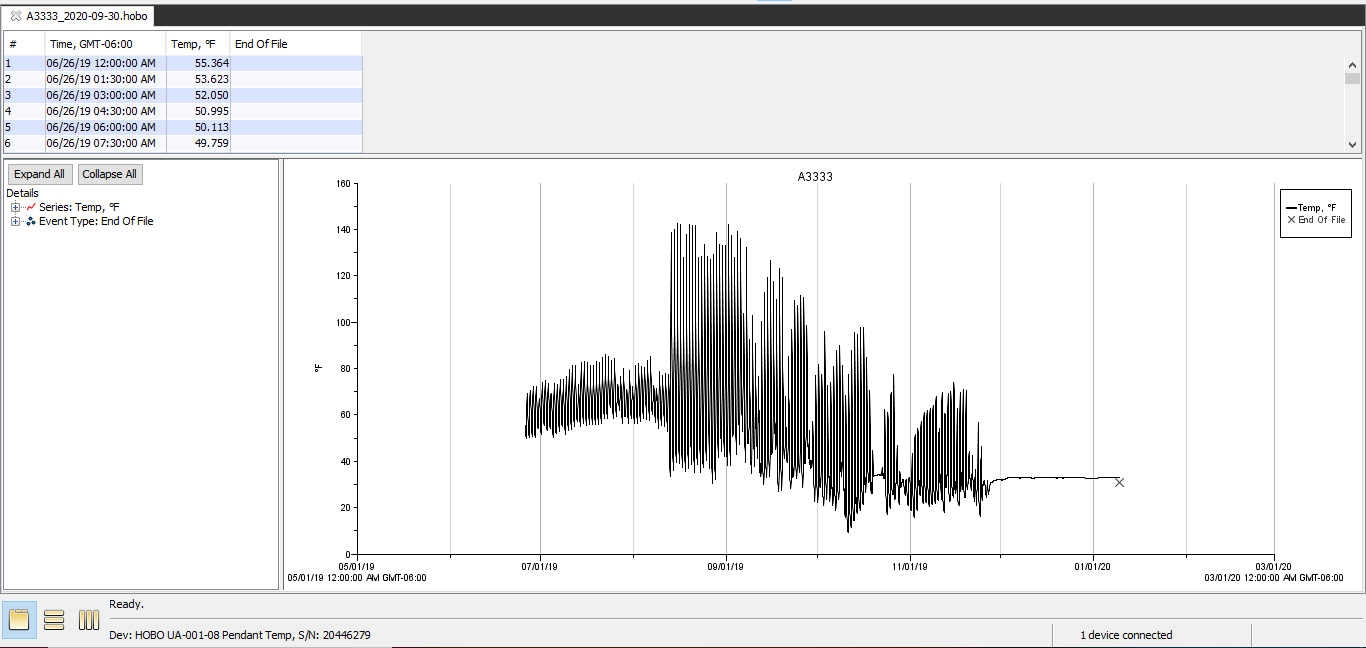 A3333_2020-09-30.hobo
# Time, GMT-06:00 Temp, °F End Of File
1 06/26/19 12:00:00 AM 55.364
2 06/26/19 01:30:00 AM 53.623
3 06/26/19 03:00:00 AM 52.050
4 06/26/19 04:30:00 AM 50.995
5 06/26/19 06:00:00 AM 50.113
6 06/26/19 07:30:00 AM 49.759
Expand All Collapse All
Details
Series: Temp, °F
Event Type: End Of File
A3333
160
140
120
100
80
60
40
20
0
°F
Temp, °F
End Of File
05/01/19 07/01/19 09/01/19 11/01/19 01/01/20 03/01/20
05/01/19 12:00:00 AM GMT-06:00 03/01/20 12:00:00 AM GMT-06:00
Ready.
Dev: HOBO UA-001-08 Pendant Temp, S/N: 20446279 1 device connected